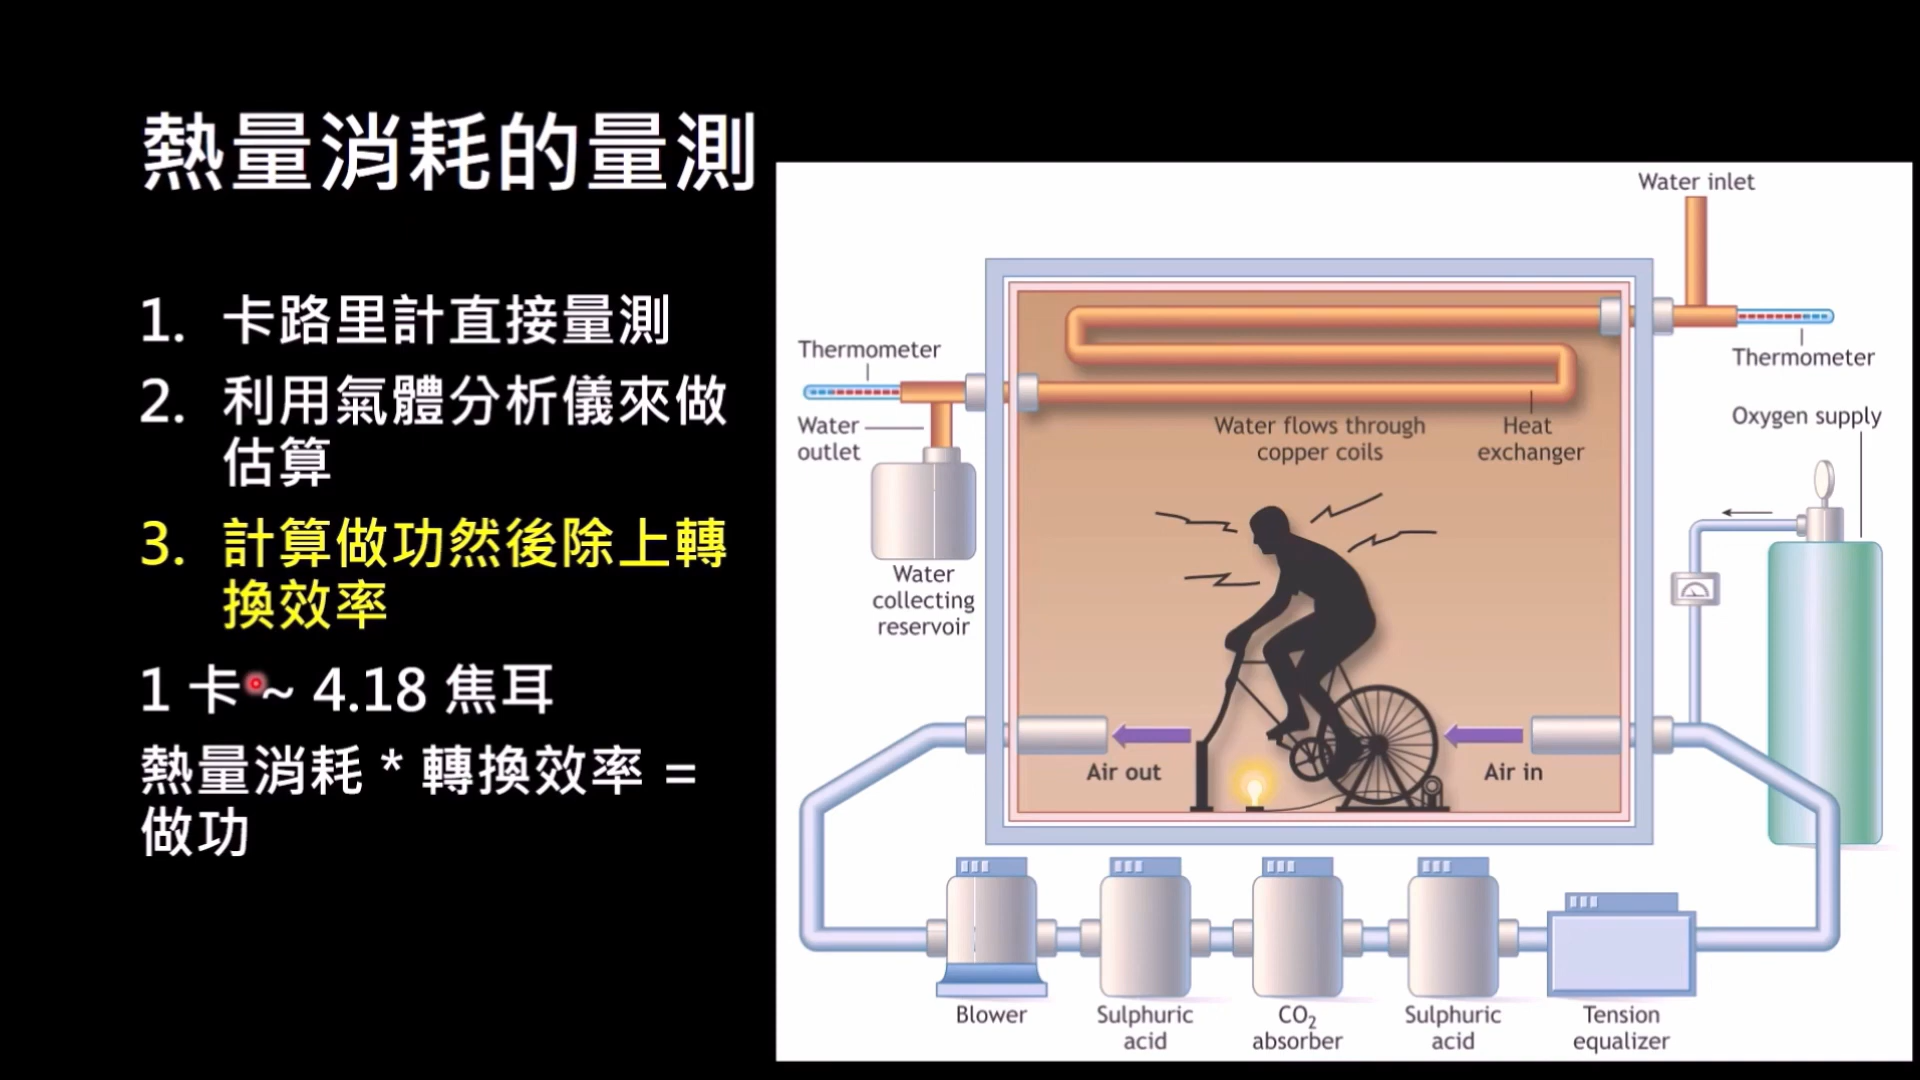 熱量消耗的量測
1. 卡路里計直接量測
2. 利用氣體分析儀來做
估算
3. 計算做功然後除上轉
換效率
1 卡 ~ 4.18 焦耳
熱量消耗 * 轉換效率 =
做功
Water inlet
Thermometer
Thermometer
Oxygen supply
Water
outlet
Water flows through
copper coils
Heat
exchanger
Water
collecting
reservoir
Air out
Air in
Blower
Sulphuric
acid
CO₂
absorber
Sulphuric
acid
Tension
equalizer